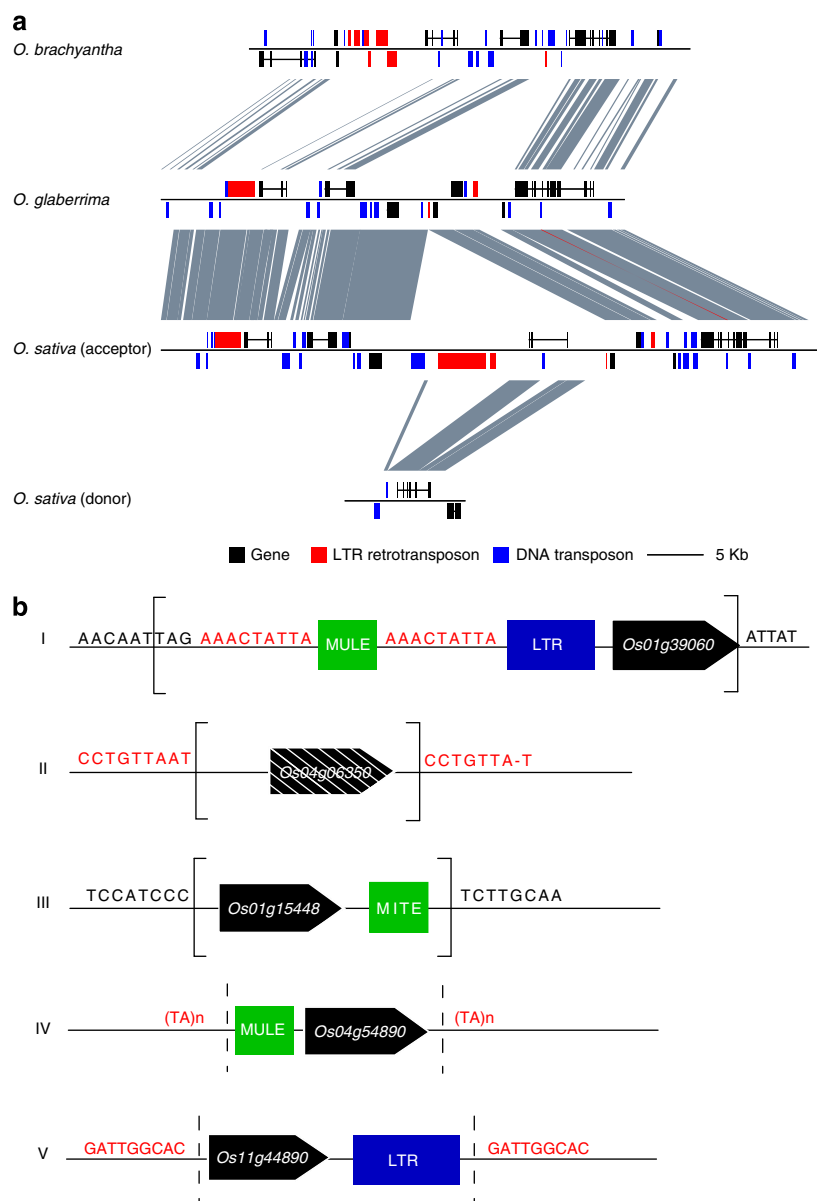 a
O. brachyantha
O. glaberrima
O. sativa (acceptor)
O. sativa (donor)
Gene LTR retrotransposon DNA transposon 5 Kb
b
I AACAATTAG AAACTATTA MULE AAACTATTA LTR Os01g39060 ATTAT
II CCTGTTAAT Os04g06350 CCTGTTA-T
III TCCATCCC Os01g15448 MITE TCTTGCAA
IV (TA)n MULE Os04g54890 (TA)n
V GATTGGCAC Os11g44890 LTR GATTGGCAC